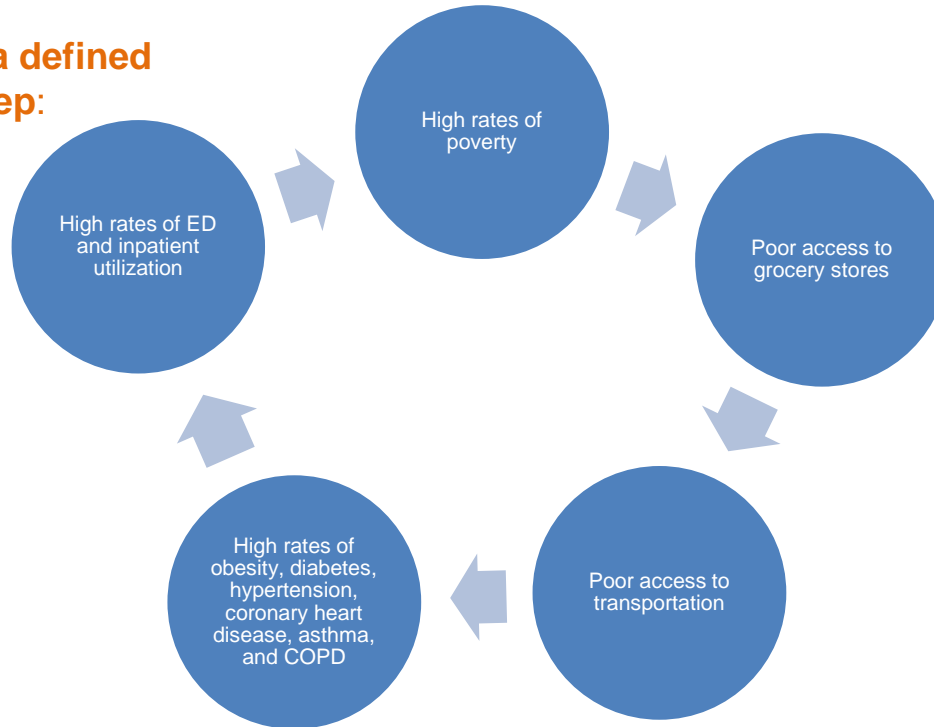 a defined
ep:
High rates of
poverty
High rates of ED
and inpatient
utilization
Poor access to
grocery stores
High rates of
obesity, diabetes,
hypertension,
coronary heart
disease, asthma,
and COPD
Poor access to
transportation